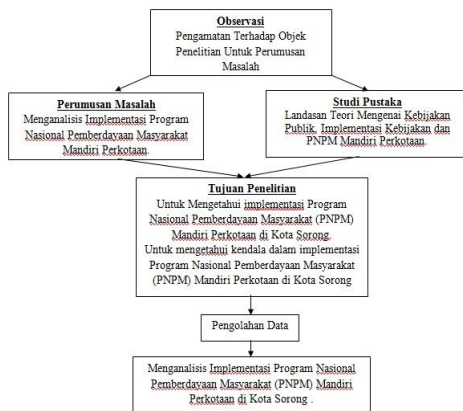 Observasi
Pengamatan Terhadap Objek
Penelitian Untuk Perumusan
Masalah
Perumusan Masalah
Menganalisis Implementasi Program
Nasional Pemberdayaan Masyarakat
Mandiri Perkotaan.
Studi Pustaka
Landasan Teori Mengenai Kebijakan
Publik, Implementasi Kebijakan dan
PNPM Mandiri Perkotaan.
Tujuan Penelitian
Untuk Mengetahui implementasi Program
Nasional Pemberdayaan Masyarakat (PNPM)
Mandiri Perkotaan di Kota Sorong.
Untuk mengetahui kendala dalam implementasi
Program Nasional Pemberdayaan Masyarakat
(PNPM) Mandiri Perkotaan di Kota Sorong
Pengolahan Data
Menganalisis Implementasi Program Nasional
Pemberdayaan Masyarakat (PNPM) Mandiri
Perkotaan di Kota Sorong .